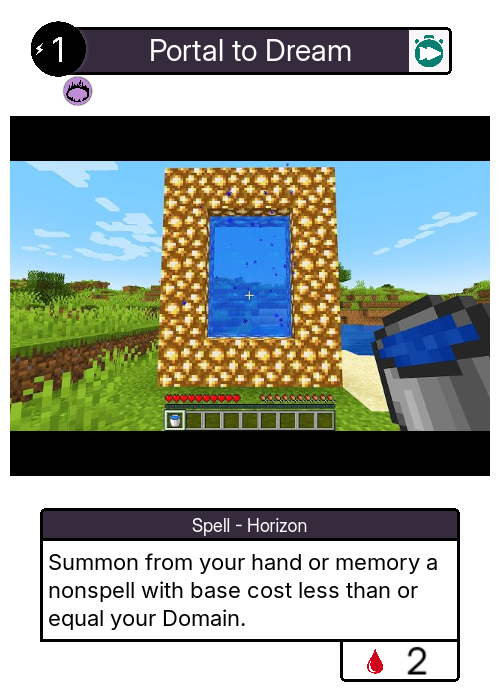 1
Portal to Dream
Spell - Horizon
Summon from your hand or memory a
nonspell with base cost less than or
equal your Domain.
2